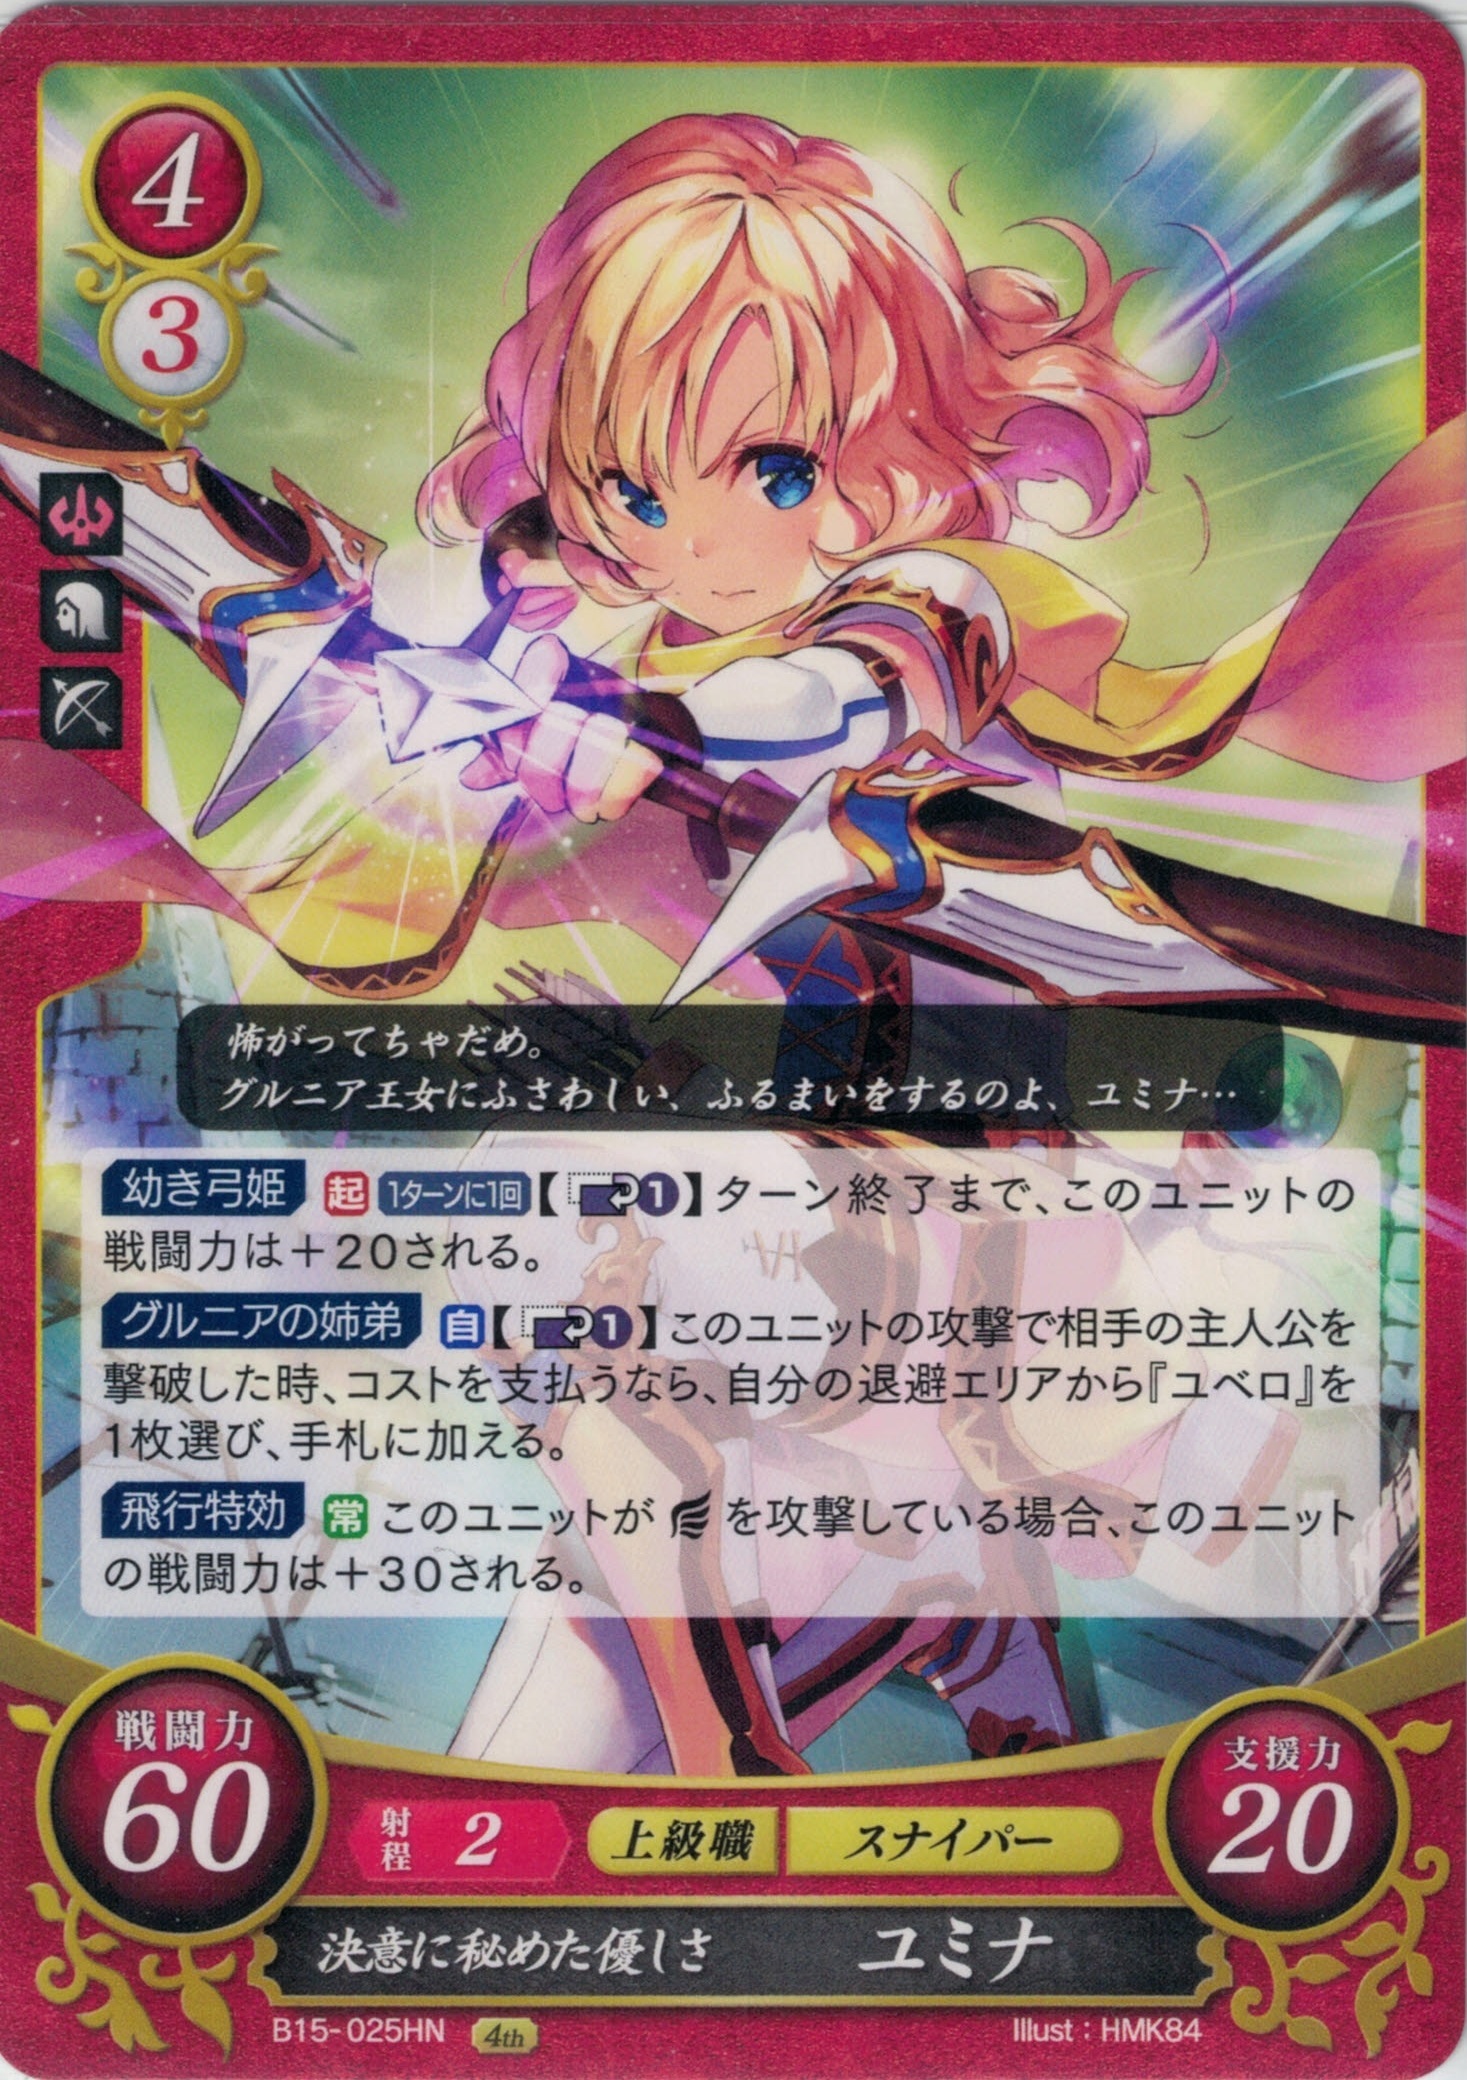 4
3
怖がってちゃだめ。
グルニア王女にふさわしい、ふるまいをするのよ、ユミナ…
幼き弓姫 起 1ターンに1回【1】ターン終了まで、このユニットの
戦闘力は＋20される。
グルニアの姉弟 自【1】このユニットの攻撃で相手の主人公を
撃破した時、コストを支払うなら、自分の退避エリアから『ユベロ』を
1枚選び、手札に加える。
飛行特効 常 このユニットが を攻撃している場合、このユニット
の戦闘力は＋30される。
戦闘力
60
射程 2
上級職 スナイパー
支援力
20
決意に秘めた優しさ ユミナ
B15-025HN 4th Illust：HMK84